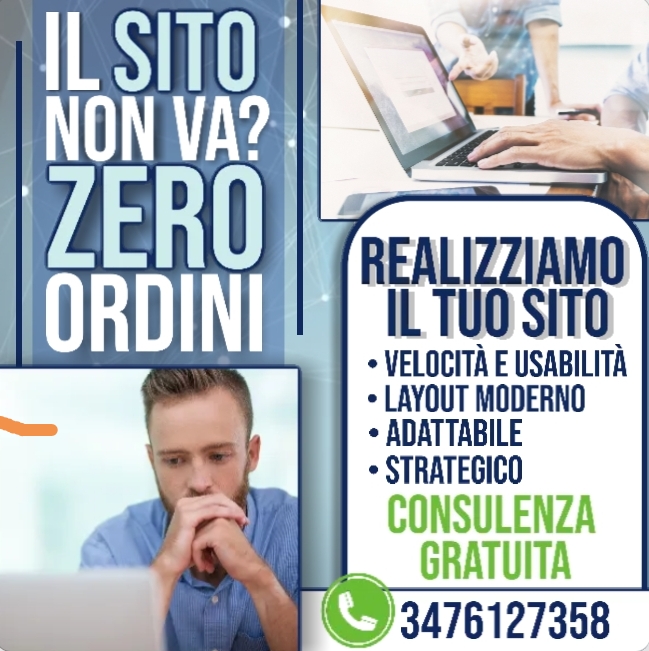 IL SITO
NON VA?
ZERO
ORDINI
REALIZZIAMO
IL TUO SITO
• VELOCITÀ E USABILITÀ
• LAYOUT MODERNO
• ADATTABILE
• STRATEGICO
CONSULENZA
GRATUITA
3476127358